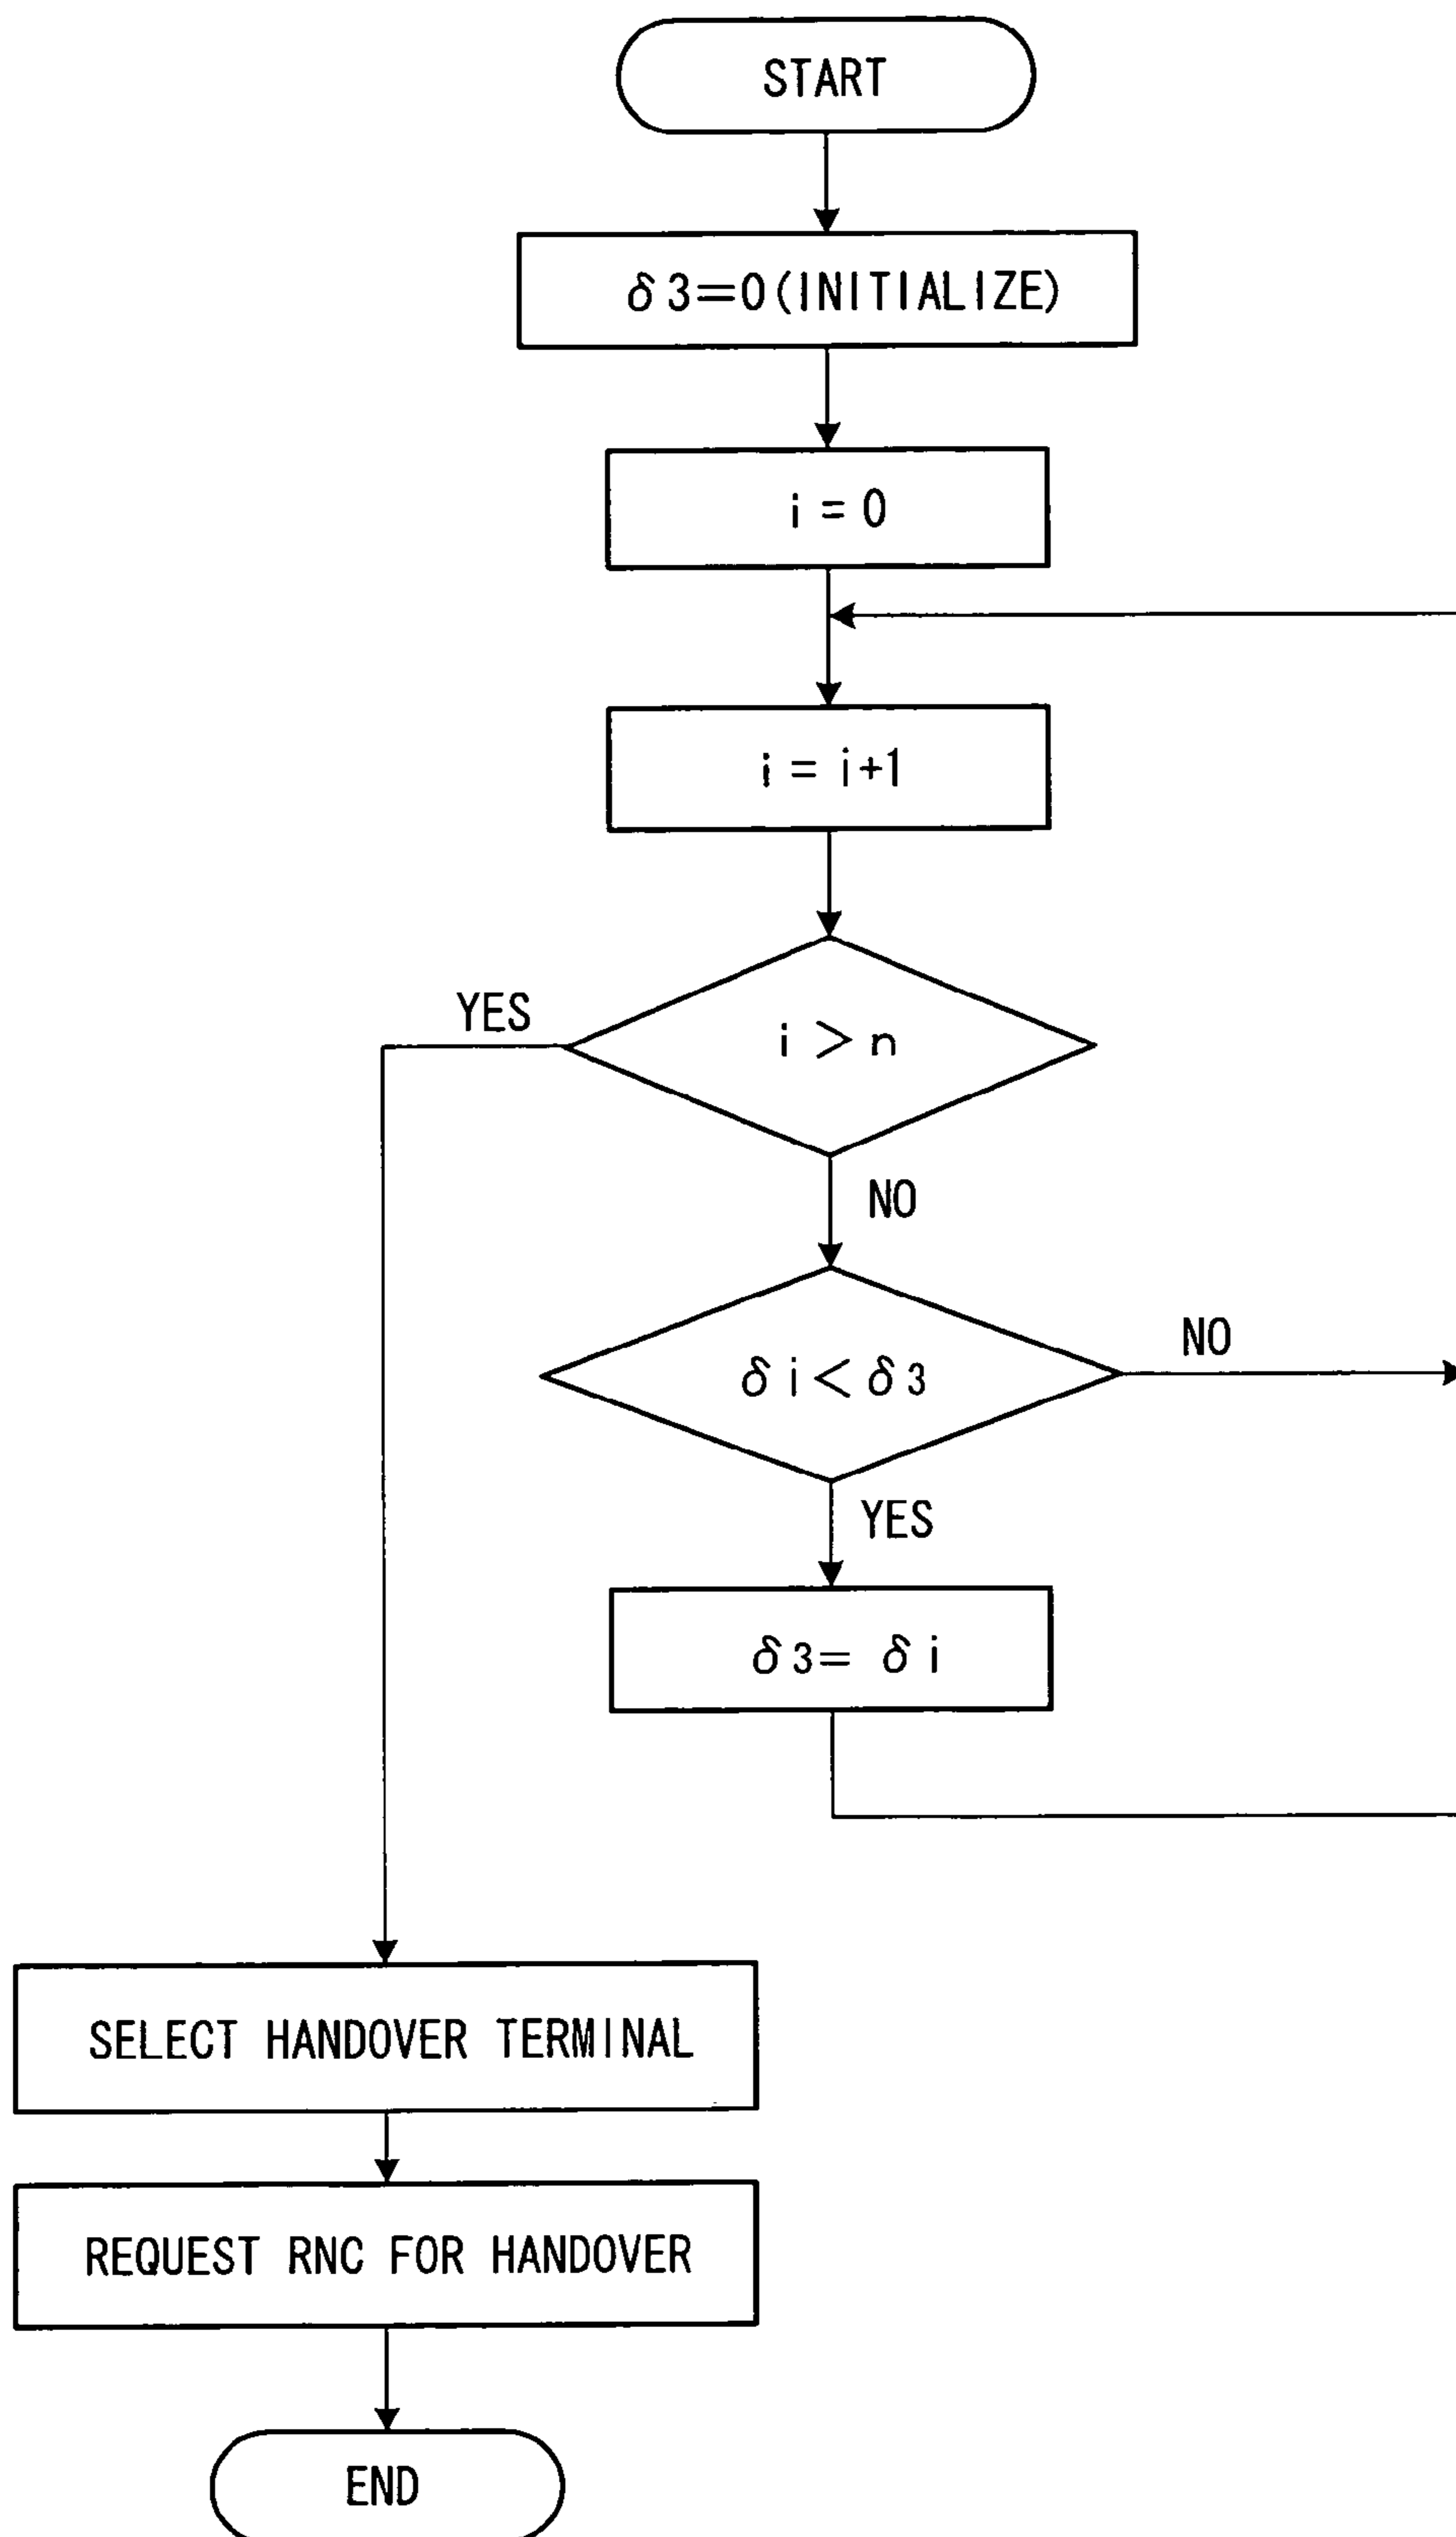 START
δ3=0(INITIALIZE)
i = 0
i = i+1
YES
i > n
NO
δi < δ3
NO
YES
δ3= δi
SELECT HANDOVER TERMINAL
REQUEST RNC FOR HANDOVER
END